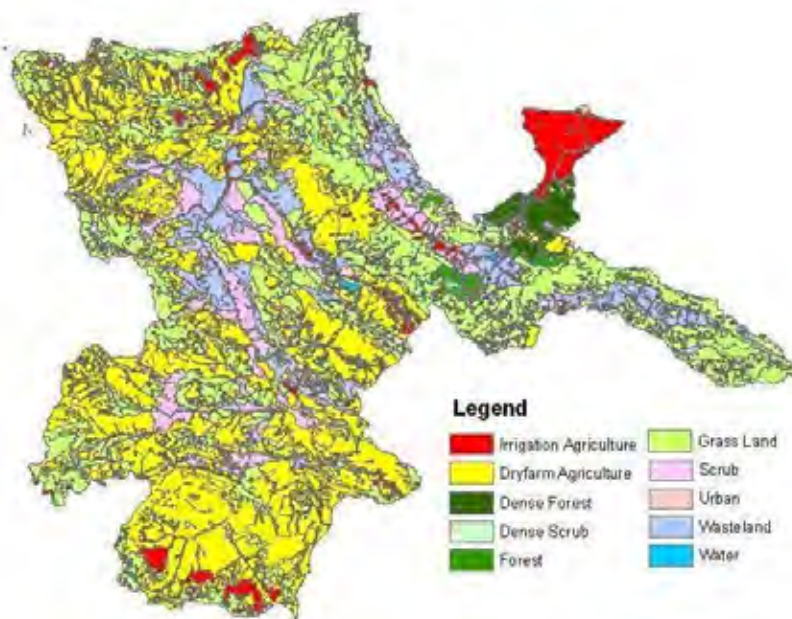 Legend
Irrigation Agriculture
Dryfarm Agriculture
Dense Forest
Dense Scrub
Forest
Grass Land
Scrub
Urban
Wasteland
Water